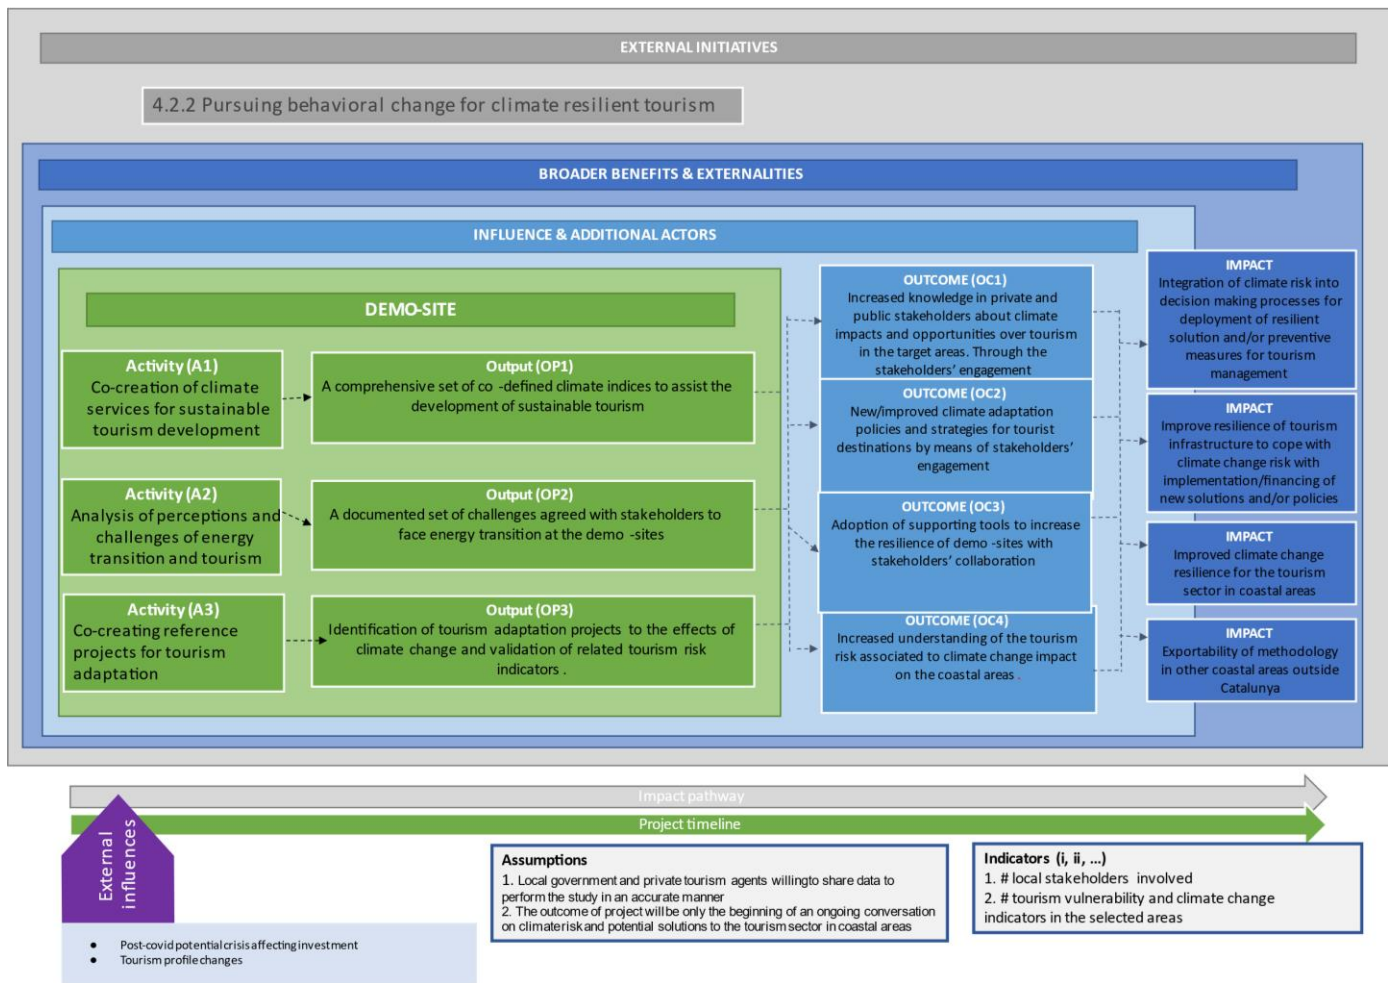 EXTERNAL INITIATIVES
4.2.2 Pursuing behavioral change for climate resilient tourism
BROADER BENEFITS & EXTERNALITIES
INFLUENCE & ADDITIONAL ACTORS
DEMO-SITE
Activity (A1)
Co-creation of climate
services for sustainable
tourism development
Output (OP1)
A comprehensive set of co -defined climate indices to assist the
development of sustainable tourism
Activity (A2)
Analysis of perceptions and
challenges of energy
transition and tourism
Output (OP2)
A documented set of challenges agreed with stakeholders to
face energy transition at the demo -sites
Activity (A3)
Co-creating reference
projects for tourism
adaptation
Output (OP3)
Identification of tourism adaptation projects to the effects of
climate change and validation of related tourism risk
indicators .
OUTCOME (OC1)
Increased knowledge in private and
public stakeholders about climate
impacts and opportunities over tourism
in the target areas. Through the
stakeholders’ engagement
OUTCOME (OC2)
New/improved climate adaptation
policies and strategies for tourist
destinations by means of stakeholders’
engagement
OUTCOME (OC3)
Adoption of supporting tools to increase
the resilience of demo -sites with
stakeholders’ collaboration
OUTCOME (OC4)
Increased understanding of the tourism
risk associated to climate change impact
on the coastal areas .
IMPACT
Integration of climate risk into
decision making processes for
deployment of resilient
solution and/or preventive
measures for tourism
management
IMPACT
Improve resilience of tourism
infrastructure to cope with
climate change risk with
implementation/financing of
new solutions and/or policies
IMPACT
Improved climate change
resilience for the tourism
sector in coastal areas
IMPACT
Exportability of methodology
in other coastal areas outside
Catalunya
Impact pathway
Project timeline
External
influences
● Post-covid potential crisis affecting investment
● Tourism profile changes
Assumptions
1. Local government and private tourism agents willingto share data to
perform the study in an accurate manner
2. The outcome of project will be only the beginning of an ongoing conversation
on climaterisk and potential solutions to the tourism sector in coastal areas
Indicators (i, ii, ...)
1. # local stakeholders involved
2. # tourism vulnerability and climate change
indicators in the selected areas